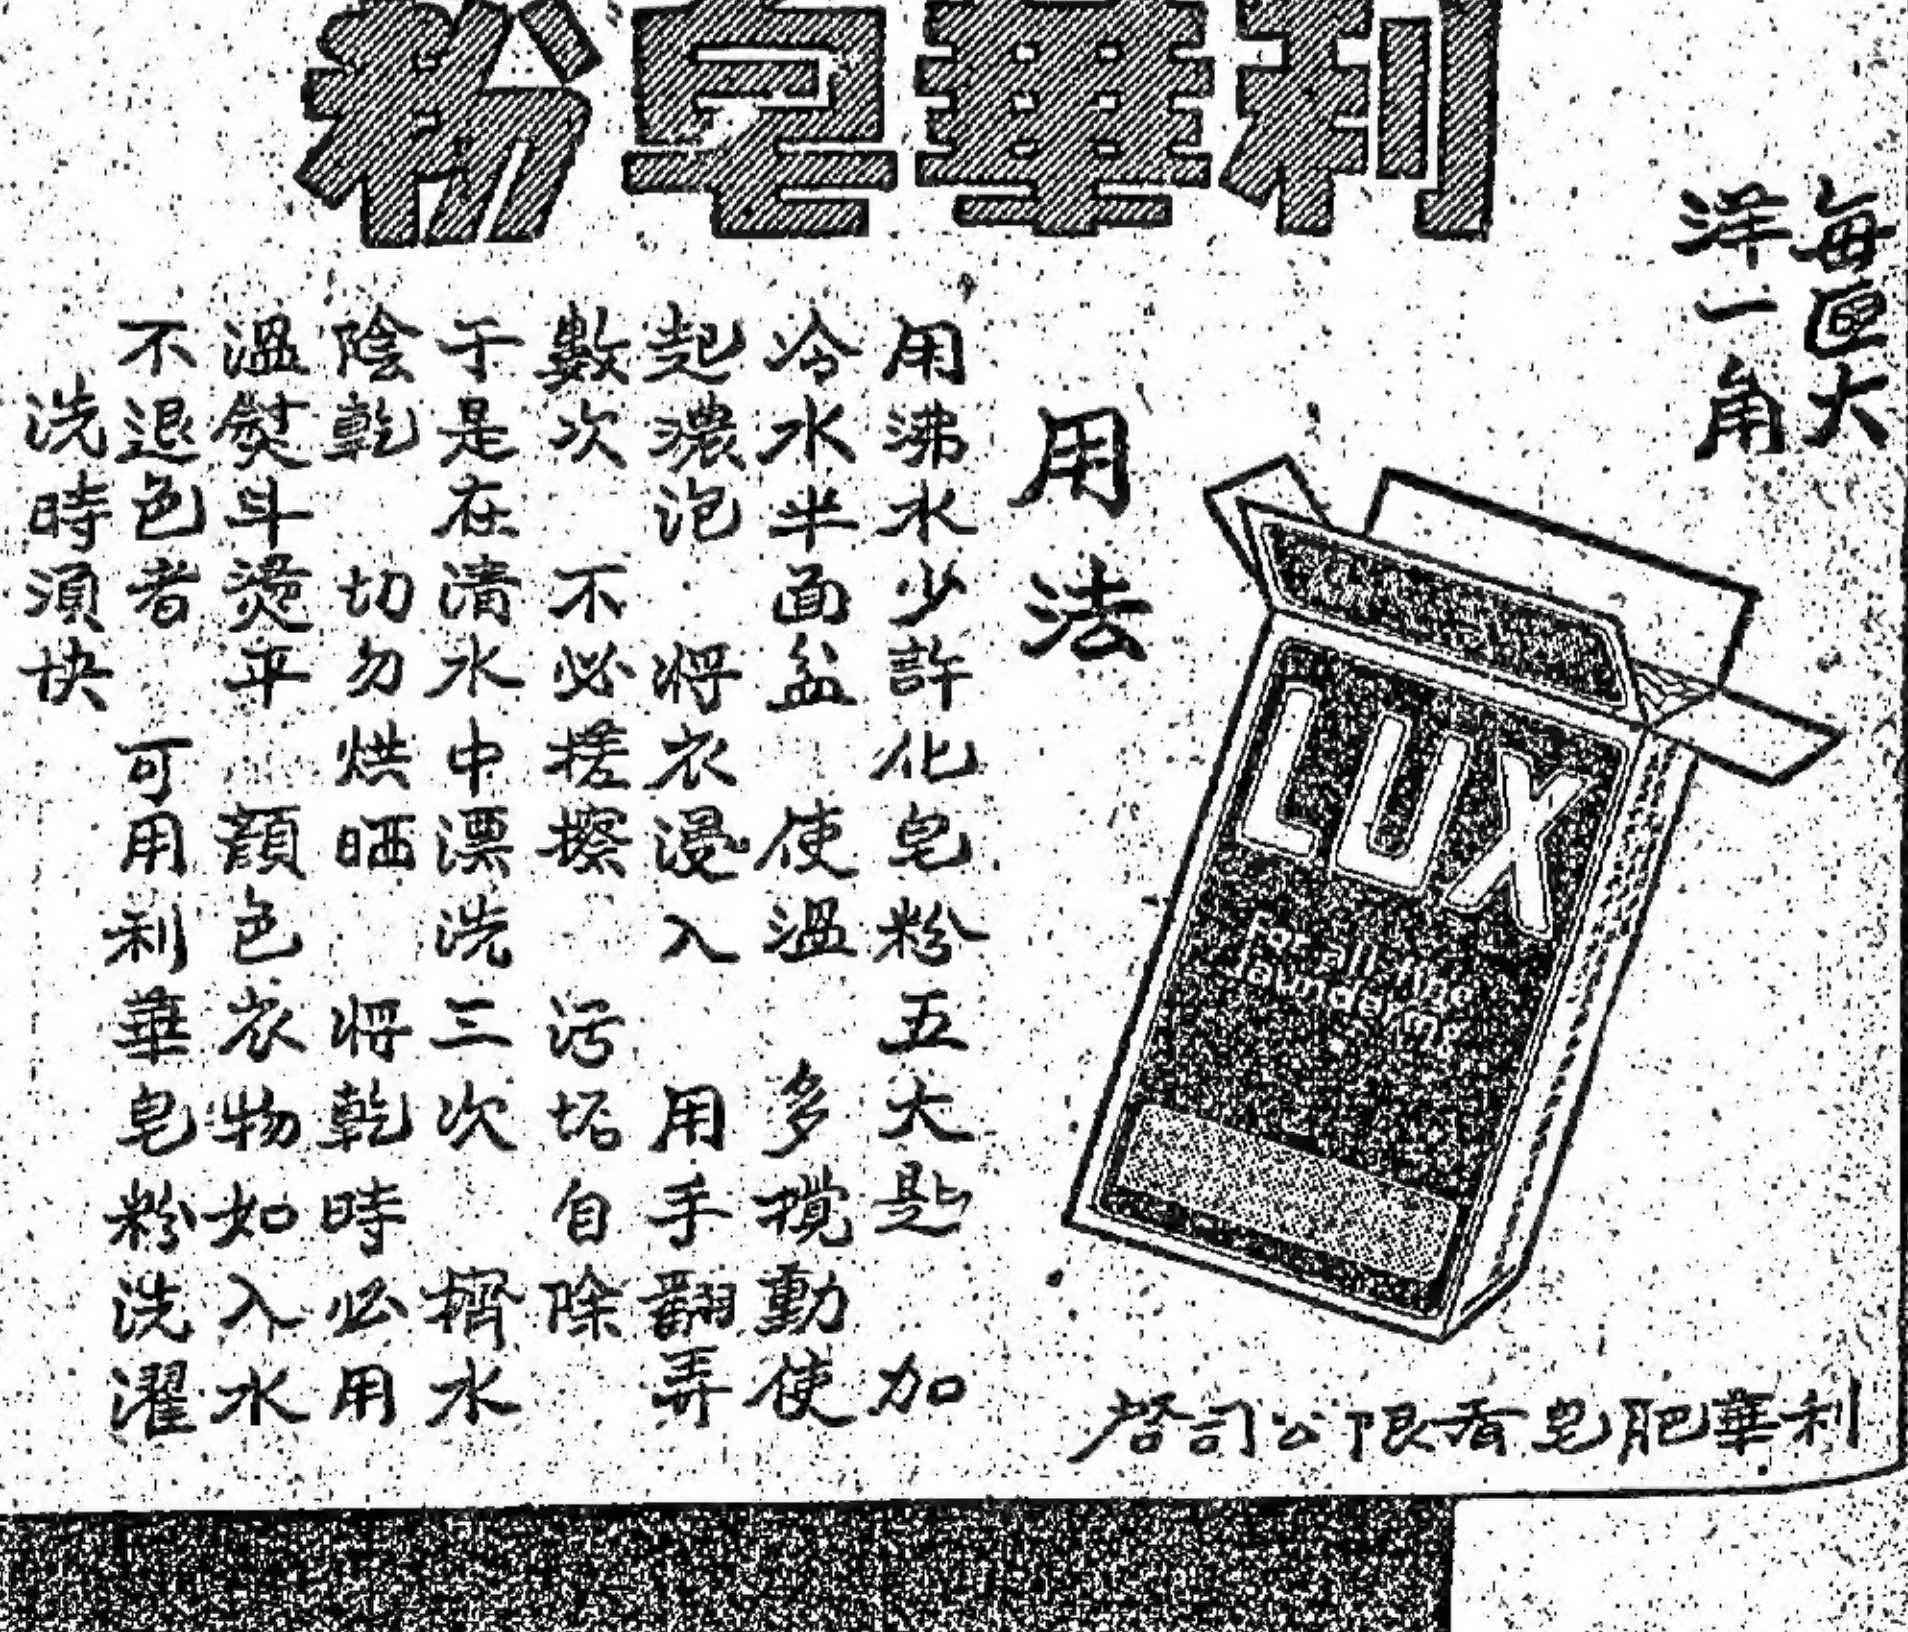 利華皂粉
每匣大
洋一角
用法
用沸水少許化皂粉五大匙 加
冷水半面盆 使溫 多攪動使
起濃泡 將衣浸入 用手翻弄
數次 不必搓擦 污垢自除
于是在清水中漂洗三次 擠水
陰乾 切勿烘晒 將乾時必用
溫熨斗燙平 顏色衣物如入水
不退色者 可用利華皂粉洗濯
洗時須快
LUX
for all fine
laundering
利華肥皂有限公司啓